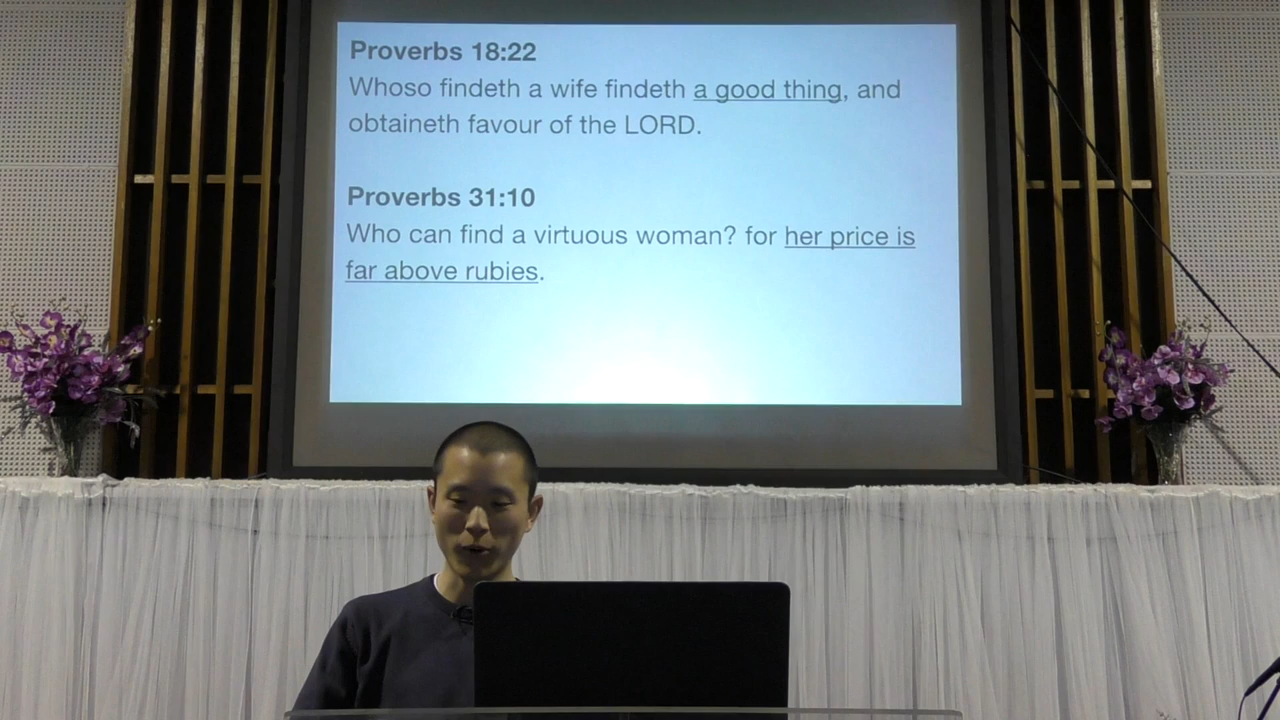 Proverbs 18:22
Whoso findeth a wife findeth a good thing, and
obtaineth favour of the LORD.
Proverbs 31:10
Who can find a virtuous woman? for her price is
far above rubies.